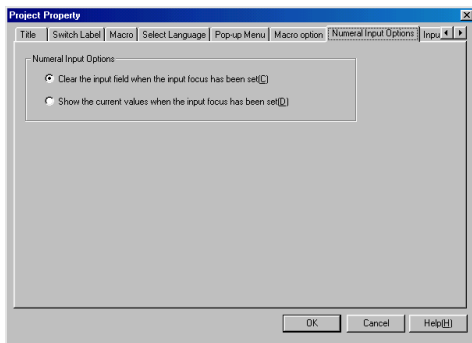 Project Property
Title Switch Label Macro Select Language Pop-up Menu Macro option Numeral Input Options Inpu
Numeral Input Options
Clear the input field when the input focus has been set(C)
Show the current values when the input focus has been set(D)
OK Cancel Help(H)